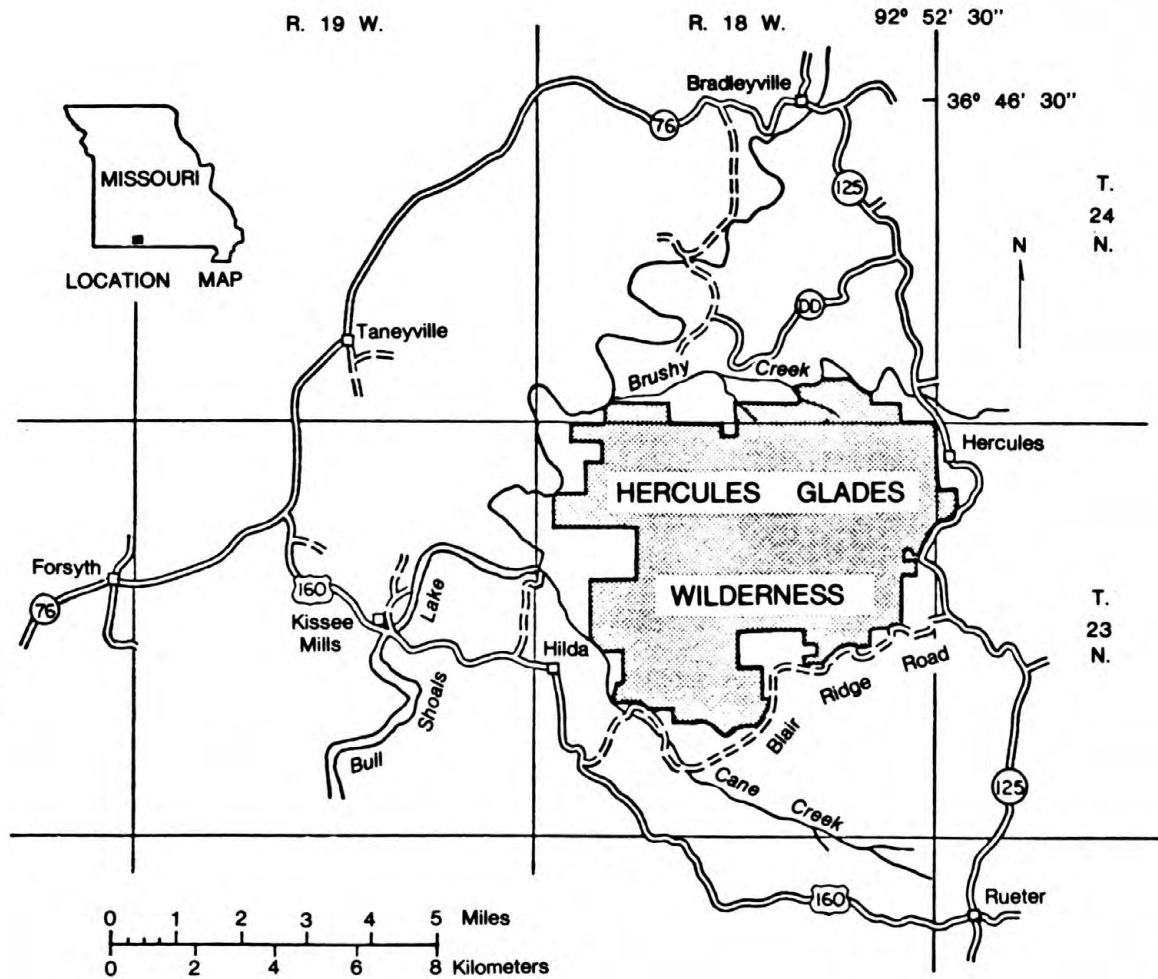 R. 19 W.
R. 18 W.
92° 52' 30"
Bradleyville
36° 46' 30"
76
MISSOURI
125
T.
24
N.
N
LOCATION MAP
DD
Taneyville
Brushy Creek
Hercules
HERCULES GLADES
Forsyth
160
WILDERNESS
76
Kissee
Mills
Lake
T.
23
N.
Hilda
Road
Ridge
Shoals
Blair
Bull
Cane
125
Creek
160
Rueter
0 1 2 3 4 5 Miles
0 2 4 6 8 Kilometers